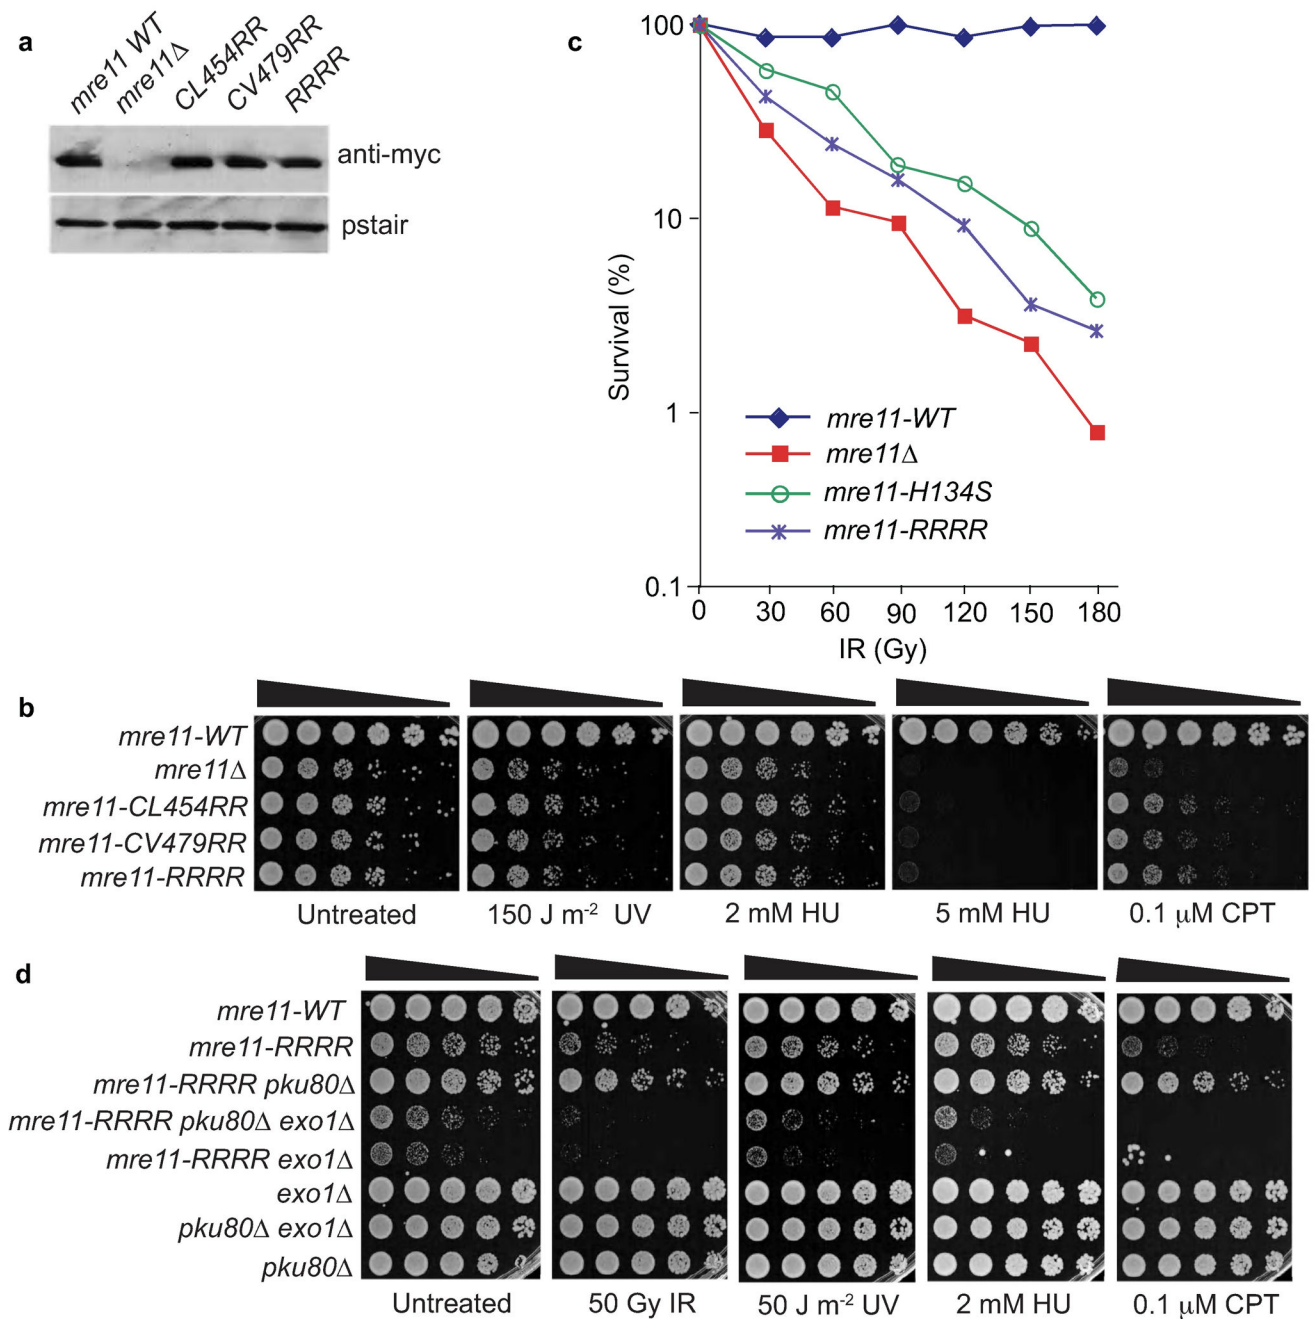 a
mre11 WT
mre11Δ
CL454RR
CV479RR
RRRR
anti-myc
pstair
c
100
10
1
0.1
Survival (%)
mre11-WT
mre11Δ
mre11-H134S
mre11-RRRR
0 30 60 90 120 150 180
IR (Gy)
b
mre11-WT
mre11Δ
mre11-CL454RR
mre11-CV479RR
mre11-RRRR
Untreated
150 J m-2 UV
2 mM HU
5 mM HU
0.1 μM CPT
d
mre11-WT
mre11-RRRR
mre11-RRRR pku80Δ
mre11-RRRR pku80Δ exo1Δ
mre11-RRRR exo1Δ
exo1Δ
pku80Δ exo1Δ
pku80Δ
Untreated
50 Gy IR
50 J m-2 UV
2 mM HU
0.1 μM CPT